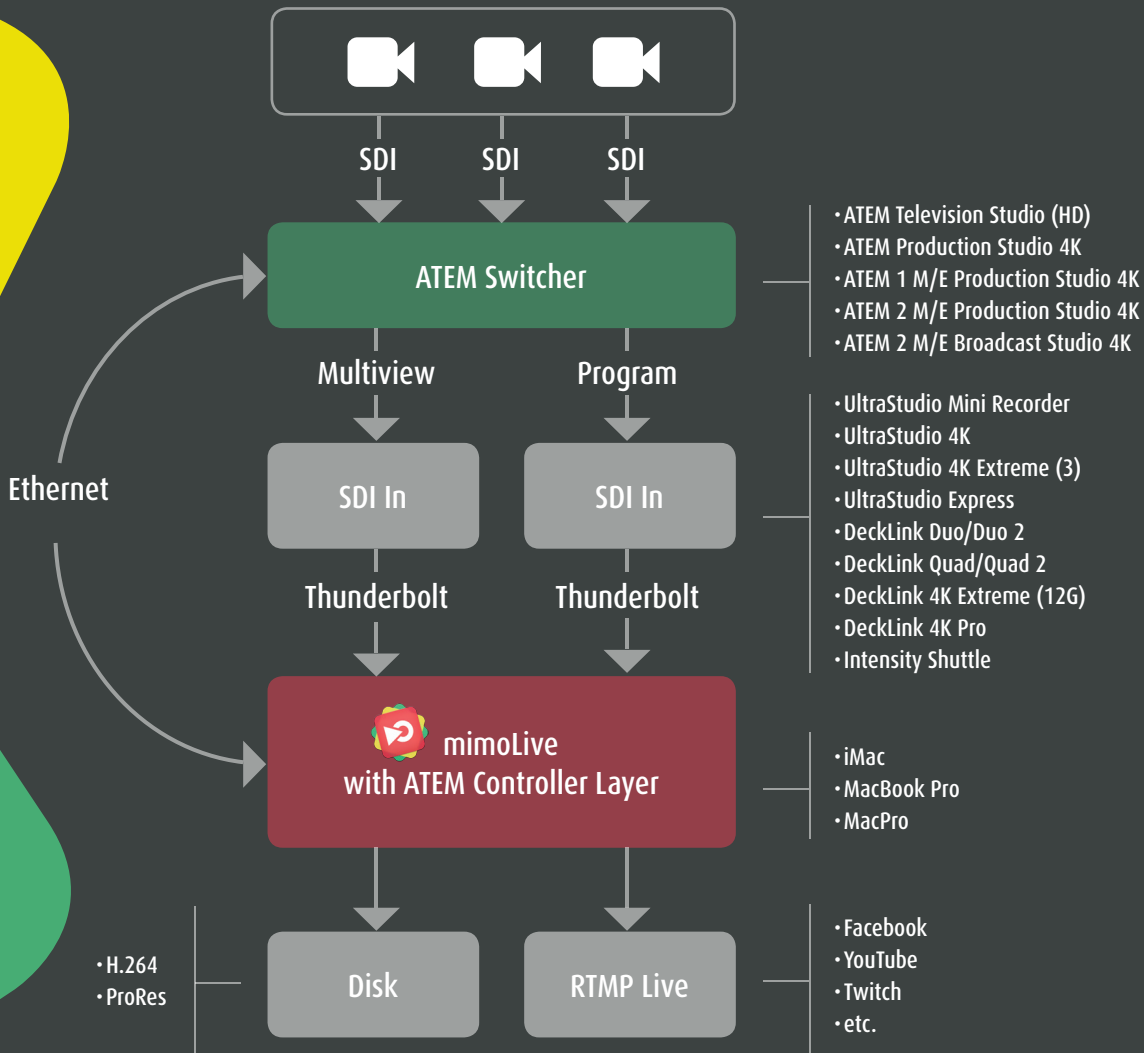 SDI
SDI
SDI
ATEM Switcher
·ATEM Television Studio (HD)
·ATEM Production Studio 4K
·ATEM 1 M/E Production Studio 4K
·ATEM 2 M/E Production Studio 4K
·ATEM 2 M/E Broadcast Studio 4K
Multiview
Program
Ethernet
SDI In
SDI In
·UltraStudio Mini Recorder
·UltraStudio 4K
·UltraStudio 4K Extreme (3)
·UltraStudio Express
·DeckLink Duo/Duo 2
·DeckLink Quad/Quad 2
·DeckLink 4K Extreme (12G)
·DeckLink 4K Pro
·Intensity Shuttle
Thunderbolt
Thunderbolt
mimoLive
with ATEM Controller Layer
·iMac
·MacBook Pro
·MacPro
·H.264
·ProRes
Disk
RTMP Live
·Facebook
·YouTube
·Twitch
·etc.